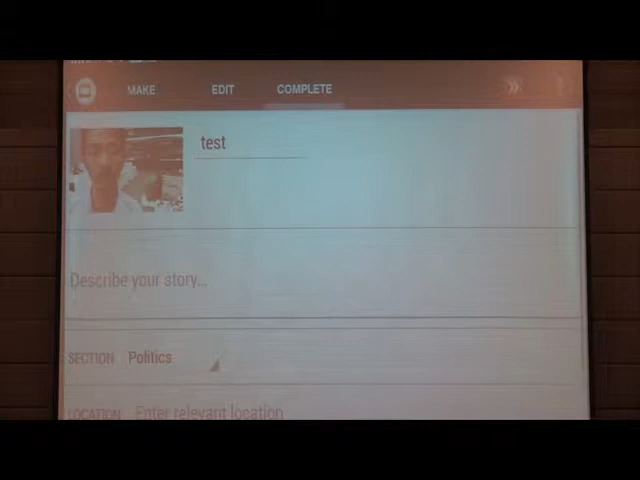 MAKE EDIT COMPLETE
test
Describe your story...
SECTION Politics
LOCATION Enter relevant location